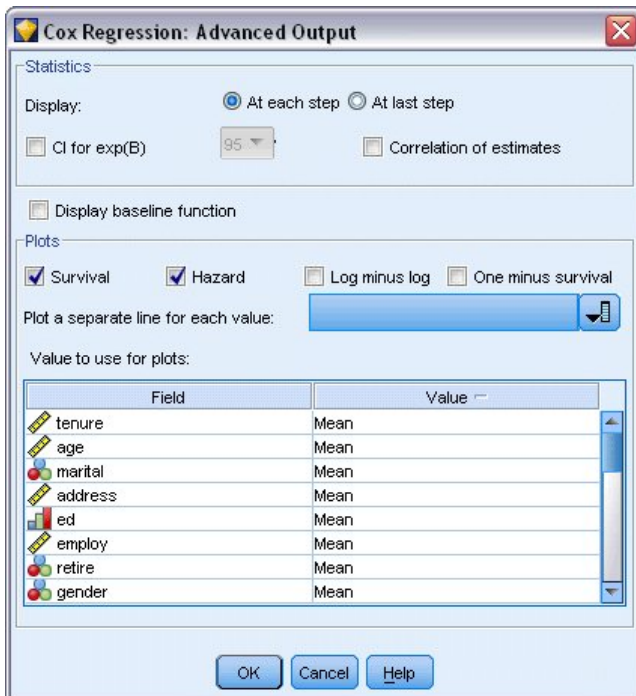 Cox Regression: Advanced Output
Statistics
Display: At each step At last step
CI for exp(B) 95 Correlation of estimates
Display baseline function
Plots
Survival Hazard Log minus log One minus survival
Plot a separate line for each value:
Value to use for plots:
Field Value
tenure Mean
age Mean
marital Mean
address Mean
ed Mean
employ Mean
retire Mean
gender Mean
OK Cancel Help